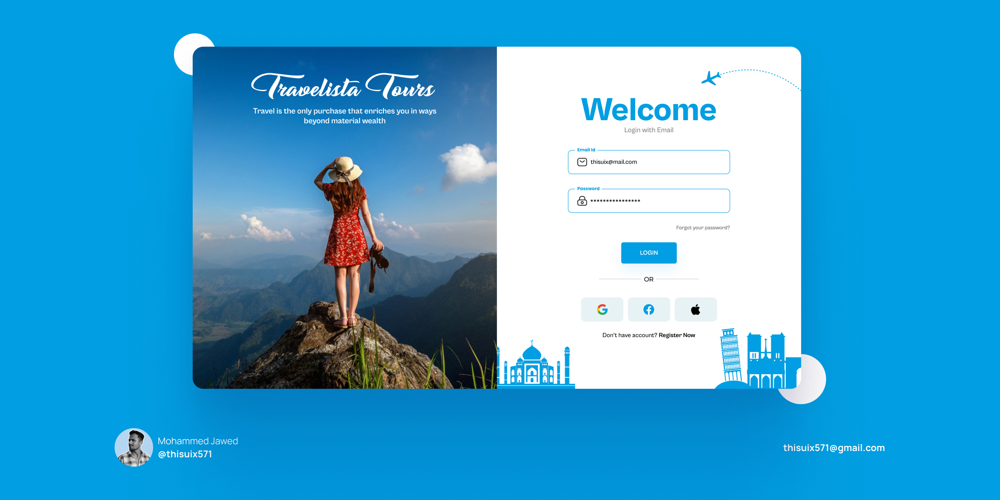 Travelista Tours
Travel is the only purchase that enriches you in ways
beyond material wealth
Welcome
Login with Email
Email Id
thisuix@mail.com
Password
****************
Forgot your password?
LOGIN
OR
Don't have account? Register Now
Mohammed Jawed
@thisuix571
thisuix571@gmail.com